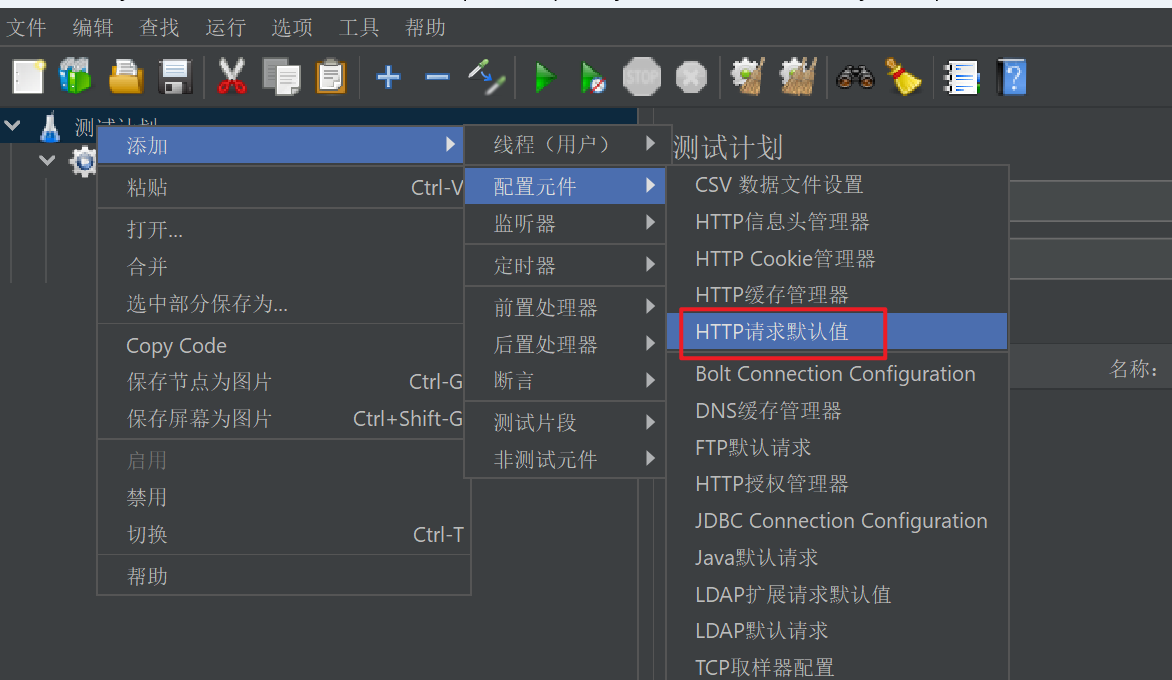 文件 编辑 查找 运行 选项 工具 帮助
STOP
测试计划
添加
粘贴 Ctrl-V
打开...
合并
选中部分保存为...
Copy Code
保存节点为图片 Ctrl-G
保存屏幕为图片 Ctrl+Shift-G
启用
禁用
切换 Ctrl-T
帮助
线程（用户）
配置元件
监听器
定时器
前置处理器
后置处理器
断言
测试片段
非测试元件
测试计划
CSV 数据文件设置
HTTP信息头管理器
HTTP Cookie管理器
HTTP缓存管理器
HTTP请求默认值
Bolt Connection Configuration
DNS缓存管理器
FTP默认请求
HTTP授权管理器
JDBC Connection Configuration
Java默认请求
LDAP扩展请求默认值
LDAP默认请求
TCP取样器配置
名称：